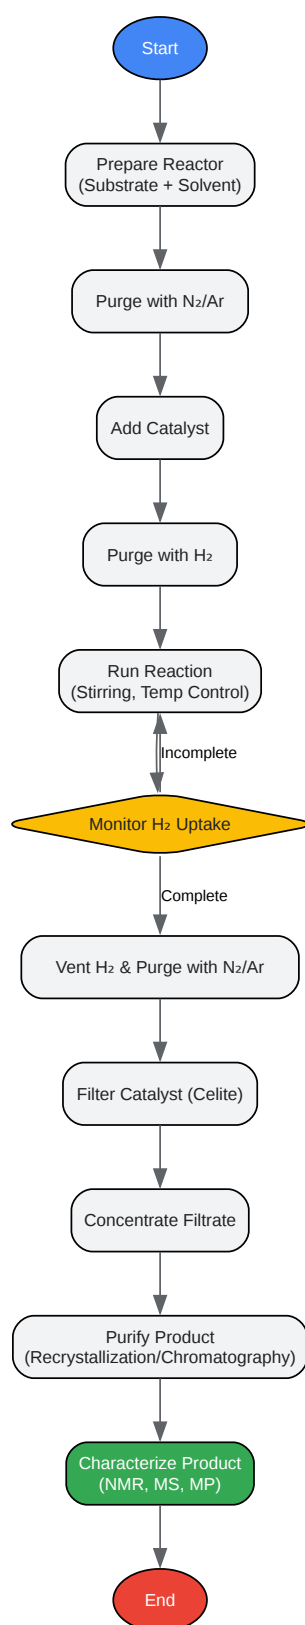 Start
Prepare Reactor
(Substrate + Solvent)
Purge with N₂/Ar
Add Catalyst
Purge with H₂
Run Reaction
(Stirring, Temp Control)
Incomplete
Monitor H₂ Uptake
Complete
Vent H₂ & Purge with N₂/Ar
Filter Catalyst (Celite)
Concentrate Filtrate
Purify Product
(Recrystallization/Chromatography)
Characterize Product
(NMR, MS, MP)
End